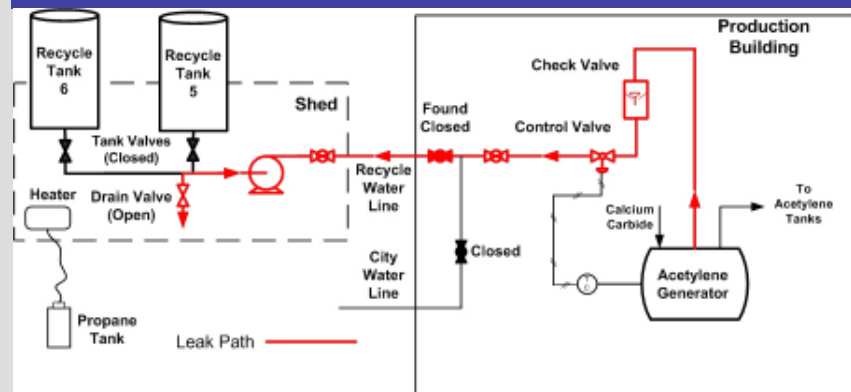 Production
Building
Recycle
Tank
6
Recycle
Tank
5
Shed
Check Valve
Found
Closed
Control Valve
Tank Valves
(Closed)
Recycle
Water
Line
Heater
Drain Valve
(Open)
To
Acetylene
Tanks
Calcium
Carbide
City
Water
Line
Closed
Acetylene
Generator
Propane
Tank
Leak Path